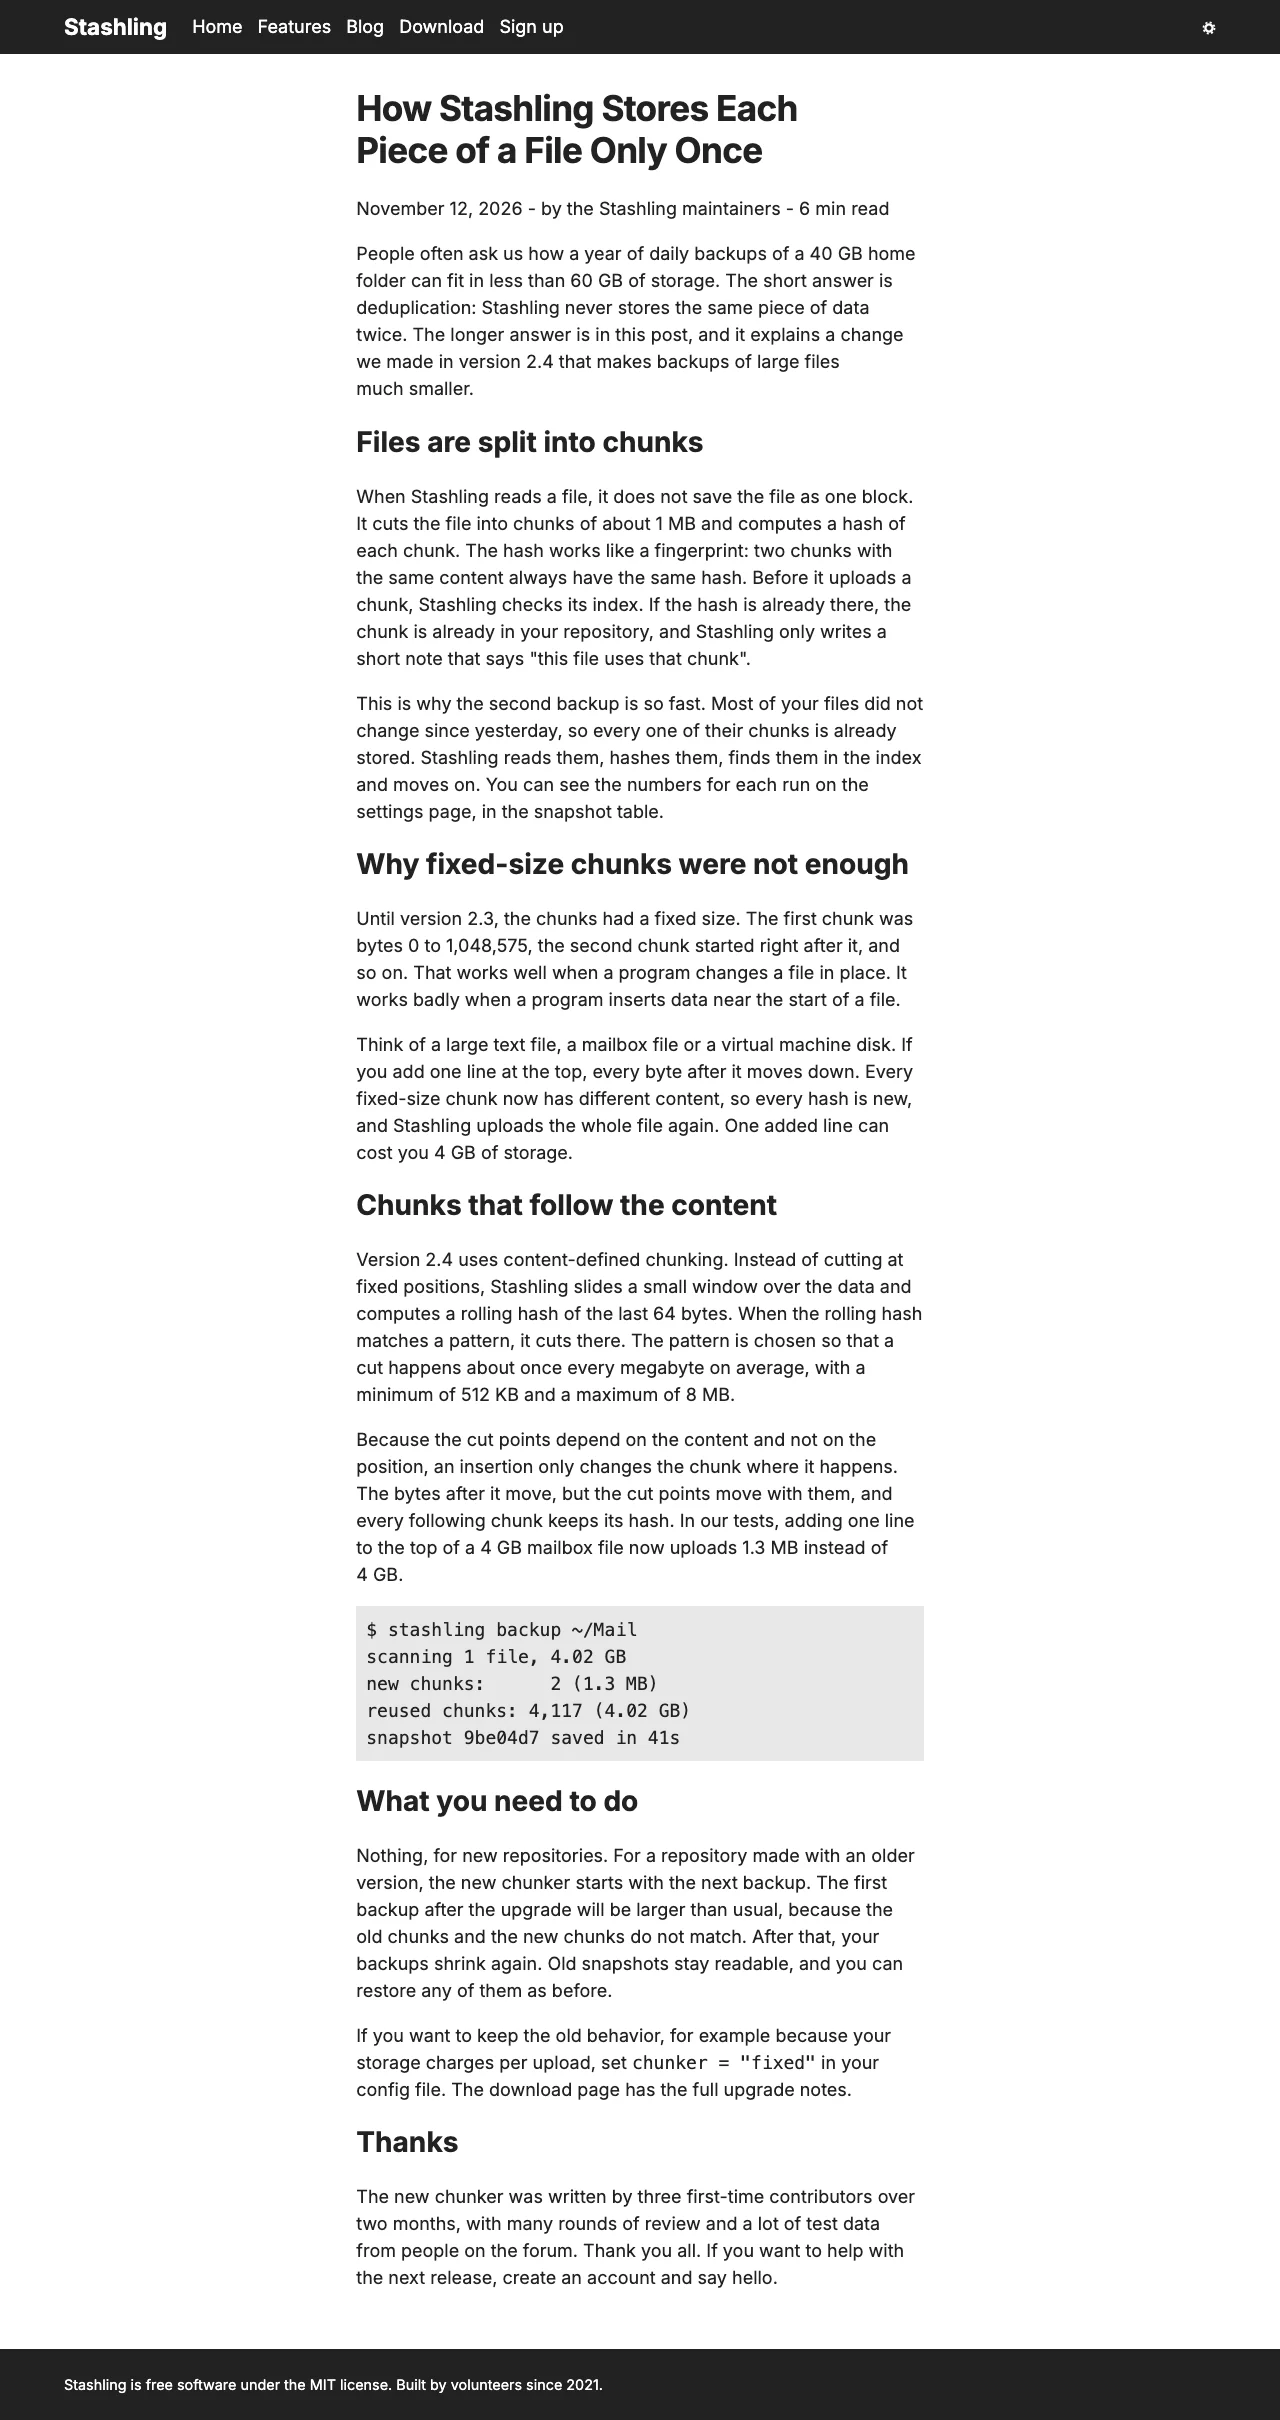 Stashling Home Features Blog Download Sign up
How Stashling Stores Each
Piece of a File Only Once
November 12, 2026 - by the Stashling maintainers - 6 min read
People often ask us how a year of daily backups of a 40 GB home
folder can fit in less than 60 GB of storage. The short answer is
deduplication: Stashling never stores the same piece of data
twice. The longer answer is in this post, and it explains a change
we made in version 2.4 that makes backups of large files
much smaller.
Files are split into chunks
When Stashling reads a file, it does not save the file as one block.
It cuts the file into chunks of about 1 MB and computes a hash of
each chunk. The hash works like a fingerprint: two chunks with
the same content always have the same hash. Before it uploads a
chunk, Stashling checks its index. If the hash is already there, the
chunk is already in your repository, and Stashling only writes a
short note that says "this file uses that chunk".
This is why the second backup is so fast. Most of your files did not
change since yesterday, so every one of their chunks is already
stored. Stashling reads them, hashes them, finds them in the index
and moves on. You can see the numbers for each run on the
settings page, in the snapshot table.
Why fixed-size chunks were not enough
Until version 2.3, the chunks had a fixed size. The first chunk was
bytes 0 to 1,048,575, the second chunk started right after it, and
so on. That works well when a program changes a file in place. It
works badly when a program inserts data near the start of a file.
Think of a large text file, a mailbox file or a virtual machine disk. If
you add one line at the top, every byte after it moves down. Every
fixed-size chunk now has different content, so every hash is new,
and Stashling uploads the whole file again. One added line can
cost you 4 GB of storage.
Chunks that follow the content
Version 2.4 uses content-defined chunking. Instead of cutting at
fixed positions, Stashling slides a small window over the data and
computes a rolling hash of the last 64 bytes. When the rolling hash
matches a pattern, it cuts there. The pattern is chosen so that a
cut happens about once every megabyte on average, with a
minimum of 512 KB and a maximum of 8 MB.
Because the cut points depend on the content and not on the
position, an insertion only changes the chunk where it happens.
The bytes after it move, but the cut points move with them, and
every following chunk keeps its hash. In our tests, adding one line
to the top of a 4 GB mailbox file now uploads 1.3 MB instead of
4 GB.
$ stashling backup ~/Mail
scanning 1 file, 4.02 GB
new chunks:      2 (1.3 MB)
reused chunks: 4,117 (4.02 GB)
snapshot 9be04d7 saved in 41s
What you need to do
Nothing, for new repositories. For a repository made with an older
version, the new chunker starts with the next backup. The first
backup after the upgrade will be larger than usual, because the
old chunks and the new chunks do not match. After that, your
backups shrink again. Old snapshots stay readable, and you can
restore any of them as before.
If you want to keep the old behavior, for example because your
storage charges per upload, set chunker = "fixed" in your
config file. The download page has the full upgrade notes.
Thanks
The new chunker was written by three first-time contributors over
two months, with many rounds of review and a lot of test data
from people on the forum. Thank you all. If you want to help with
the next release, create an account and say hello.
Stashling is free software under the MIT license. Built by volunteers since 2021.